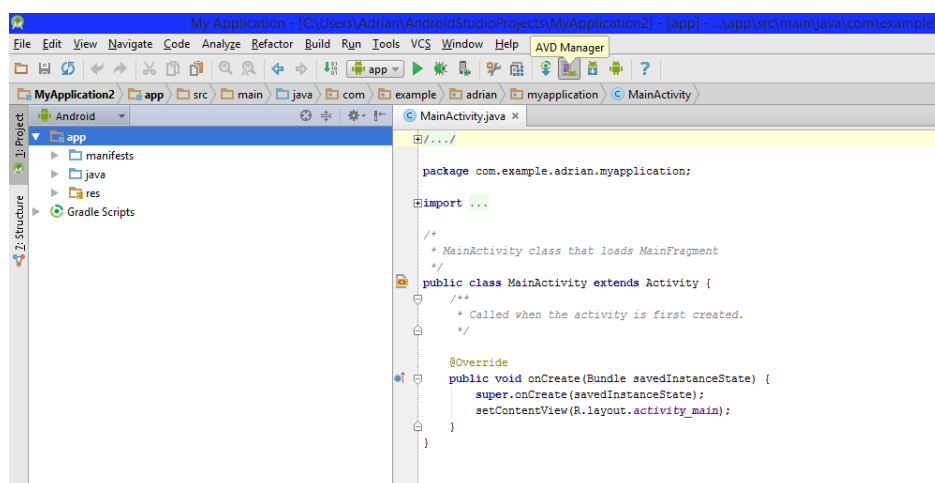 My Application - [C:\Users\Adrian\AndroidStudioProjects\MyApplication2] - [app] - ...\app\src\main\java\com\example
File Edit View Navigate Code Analyze Refactor Build Run Tools VCS Window Help
AVD Manager
app
MyApplication2 app src main java com example adrian myapplication MainActivity
1: Project
7: Structure
Android
app
manifests
java
res
Gradle Scripts
MainActivity.java
/.../
package com.example.adrian.myapplication;
import ...
/*
* MainActivity class that loads MainFragment
*/
public class MainActivity extends Activity {
/**
* Called when the activity is first created.
*/
@Override
public void onCreate(Bundle savedInstanceState) {
super.onCreate(savedInstanceState);
setContentView(R.layout.activity_main);
}
}